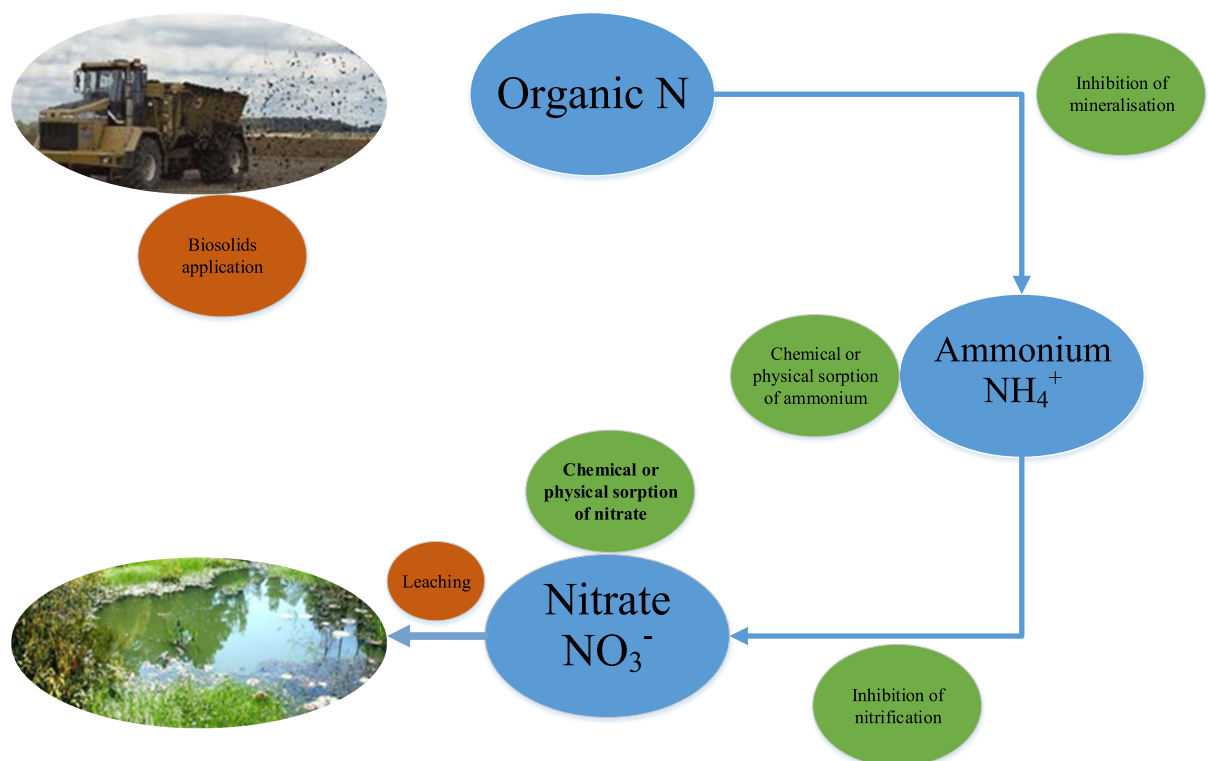 Organic N
Inhibition of
mineralisation
Biosolids
application
Ammonium
NH₄⁺
Chemical or
physical sorption
of ammonium
Chemical or
physical sorption
of nitrate
Leaching
Nitrate
NO₃⁻
Inhibition of
nitrification